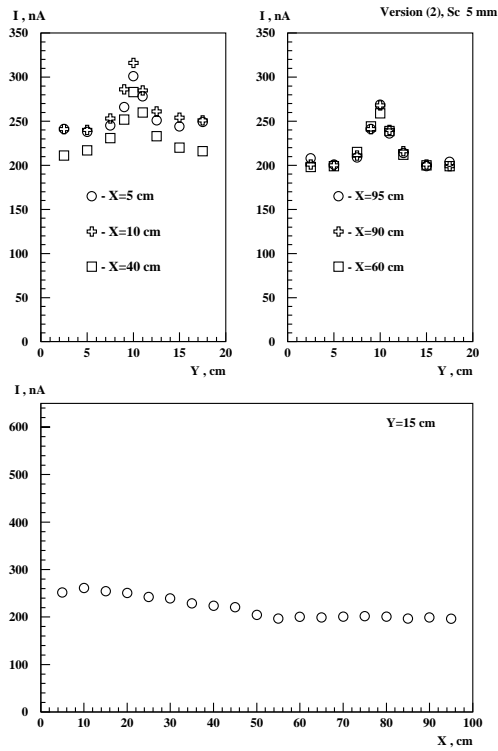 Version (2), Sc 5 mm
I , nA
350
300
250
200
150
100
50
0
0 5 10 15 20
Y , cm
- X=5 cm
- X=10 cm
- X=40 cm
I , nA
350
300
250
200
150
100
50
0
0 5 10 15 20
Y , cm
- X=95 cm
- X=90 cm
- X=60 cm
I , nA
600
500
400
300
200
100
0
0 10 20 30 40 50 60 70 80 90 100
X , cm
Y=15 cm